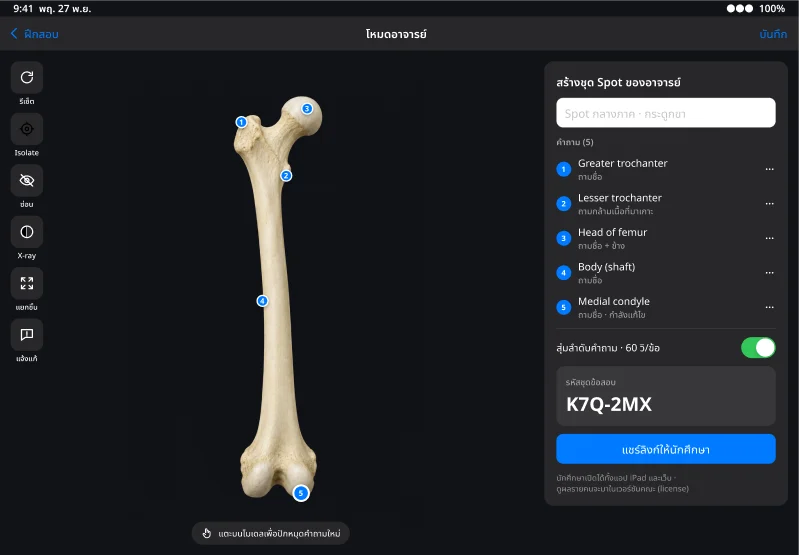 9:41 พฤ. 27 พ.ย.
100%
ฝึกสอบ
โหมดอาจารย์
บันทึก
รีเซ็ต
Isolate
ซ่อน
X-ray
แยกชิ้น
แจ้งแก้
1
2
3
4
5
แตะบนโมเดลเพื่อปักหมุดคำถามใหม่
สร้างชุด Spot ของอาจารย์
Spot กลางภาค · กระดูกขา
คำถาม (5)
1 Greater trochanter ...
ถามชื่อ
2 Lesser trochanter ...
ถามกล้ามเนื้อที่มาเกาะ
3 Head of femur ...
ถามชื่อ + ข้าง
4 Body (shaft) ...
ถามชื่อ
5 Medial condyle ...
ถามชื่อ · กำลังแก้ไข
สุ่มลำดับคำถาม · 60 วิ/ข้อ
รหัสชุดข้อสอบ
K7Q-2MX
แชร์ลิงก์ให้นักศึกษา
นักศึกษาเปิดได้ทั้งแอป iPad และเว็บ ·
ดูผลรายคนจะมาในเวอร์ชันคณะ (license)